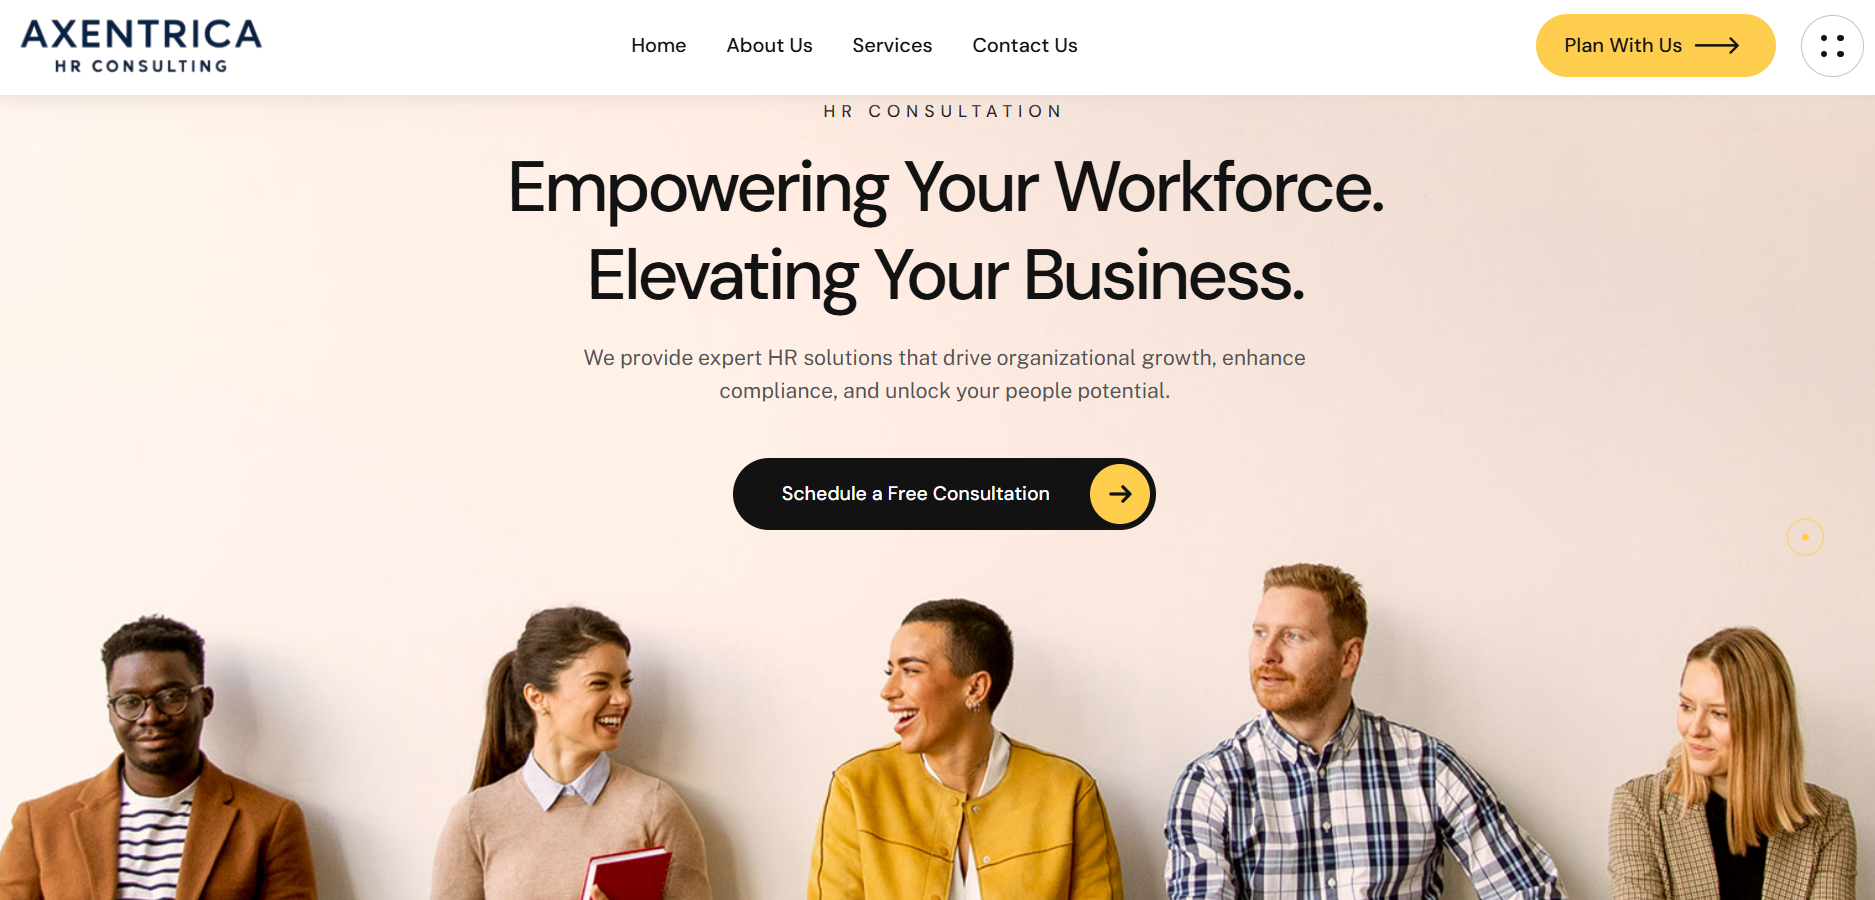 AXENTRICA
HR CONSULTING
Home About Us Services Contact Us
Plan With Us
HR CONSULTATION
Empowering Your Workforce.
Elevating Your Business.
We provide expert HR solutions that drive organizational growth, enhance
compliance, and unlock your people potential.
Schedule a Free Consultation